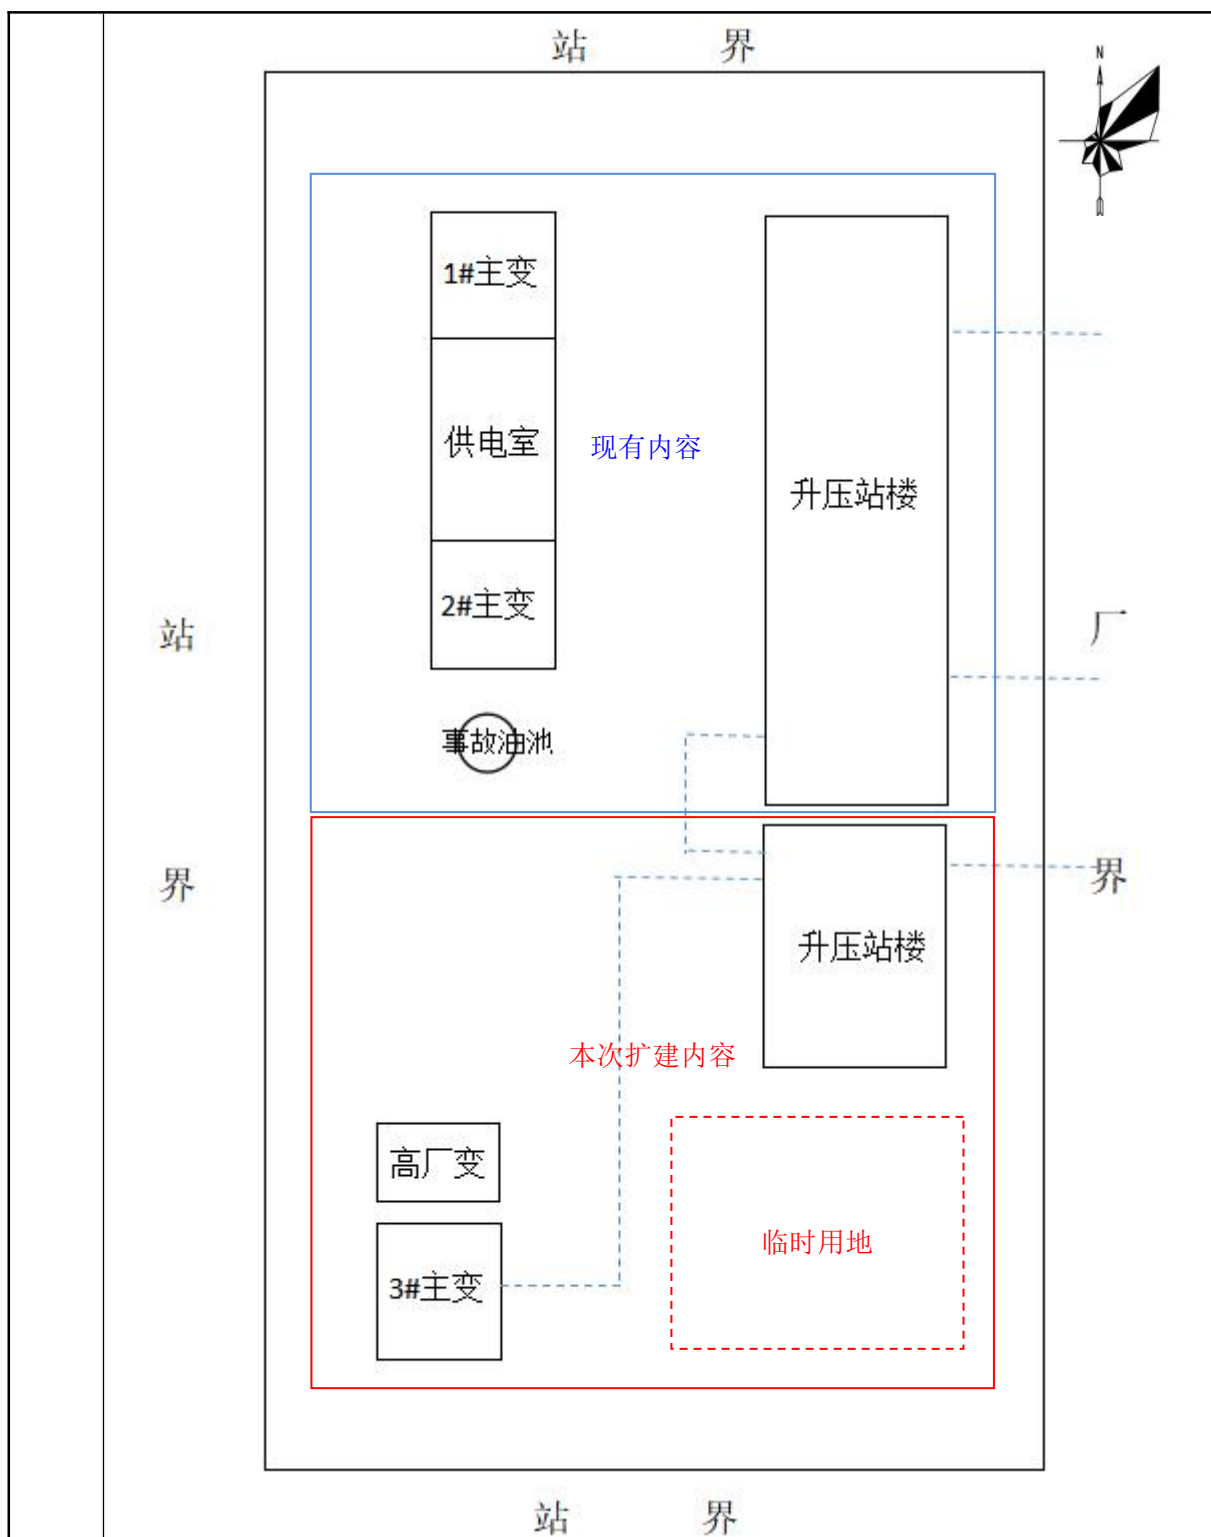 站 界
N
1#主变
供电室
现有内容
升压站楼
2#主变
站
厂
事故油池
界
界
升压站楼
本次扩建内容
高厂变
临时用地
3#主变
站 界